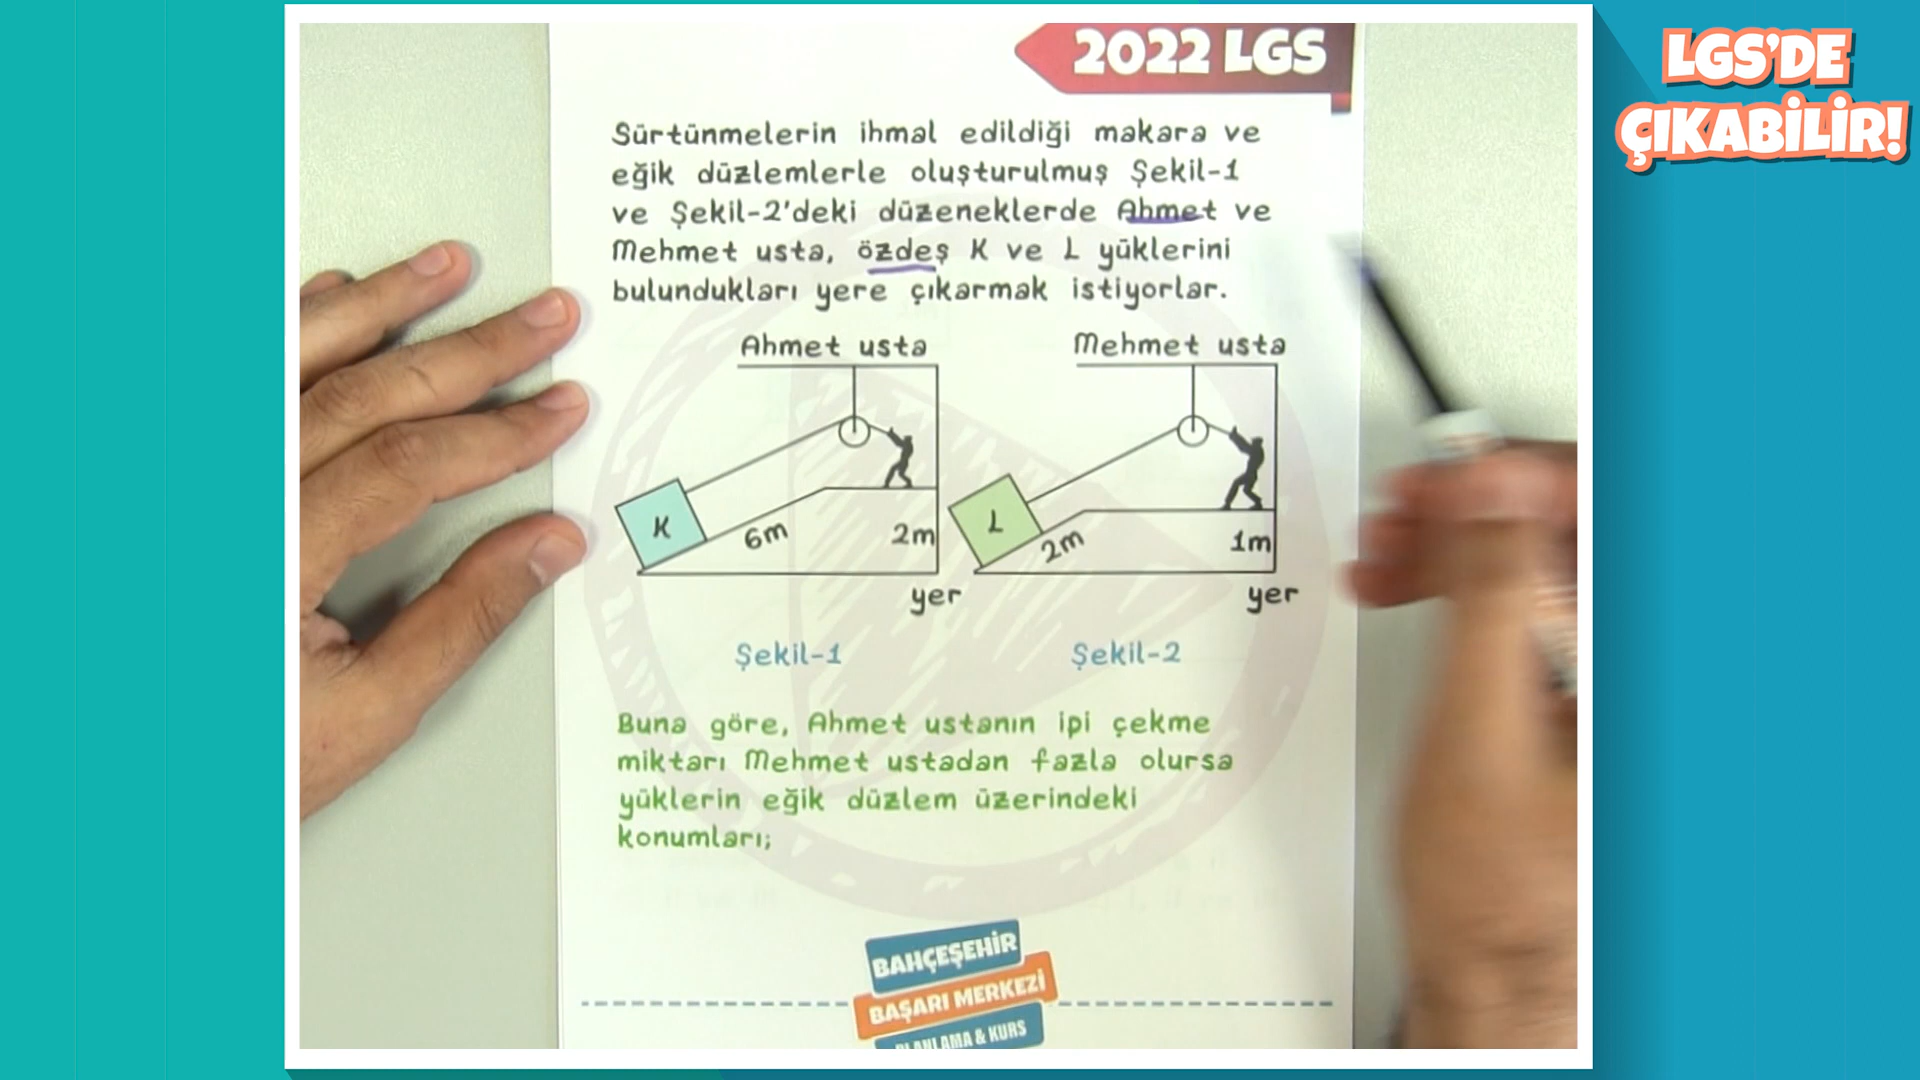 2022 LGS
LGS'DE
ÇIKABİLİR!
Sürtünmelerin ihmal edildiği makara ve
eğik düzlemlerle oluşturulmuş Şekil-1
ve Şekil-2'deki düzeneklerde Ahmet ve
Mehmet usta, özdeş K ve L yüklerini
bulundukları yere çıkarmak istiyorlar.
Ahmet usta
K
6m
2m
yer
Şekil-1
Mehmet usta
L
2m
1m
yer
Şekil-2
Buna göre, Ahmet ustanın ipi çekme
miktarı Mehmet ustadan fazla olursa
yüklerin eğik düzlem üzerindeki
konumları;
BAHÇEŞEHİR
BAŞARI MERKEZİ
PLANLAMA & KURS